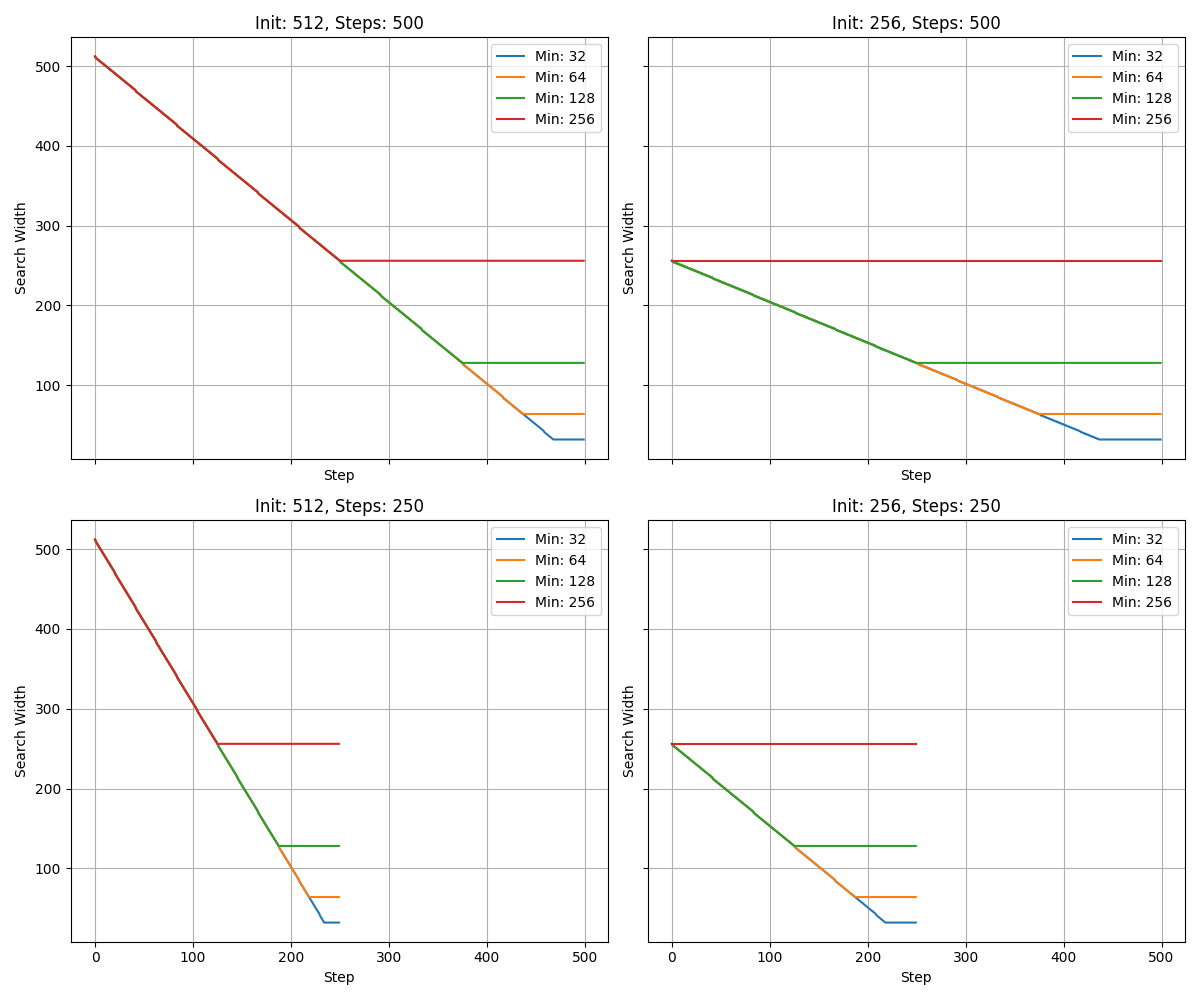 Init: 512, Steps: 500
Min: 32
Min: 64
Min: 128
Min: 256
500
400
300
200
100
Search Width
Step
Init: 256, Steps: 500
Min: 32
Min: 64
Min: 128
Min: 256
Search Width
Step
Init: 512, Steps: 250
Min: 32
Min: 64
Min: 128
Min: 256
500
400
300
200
100
Search Width
0 100 200 300 400 500
Step
Init: 256, Steps: 250
Min: 32
Min: 64
Min: 128
Min: 256
Search Width
0 100 200 300 400 500
Step